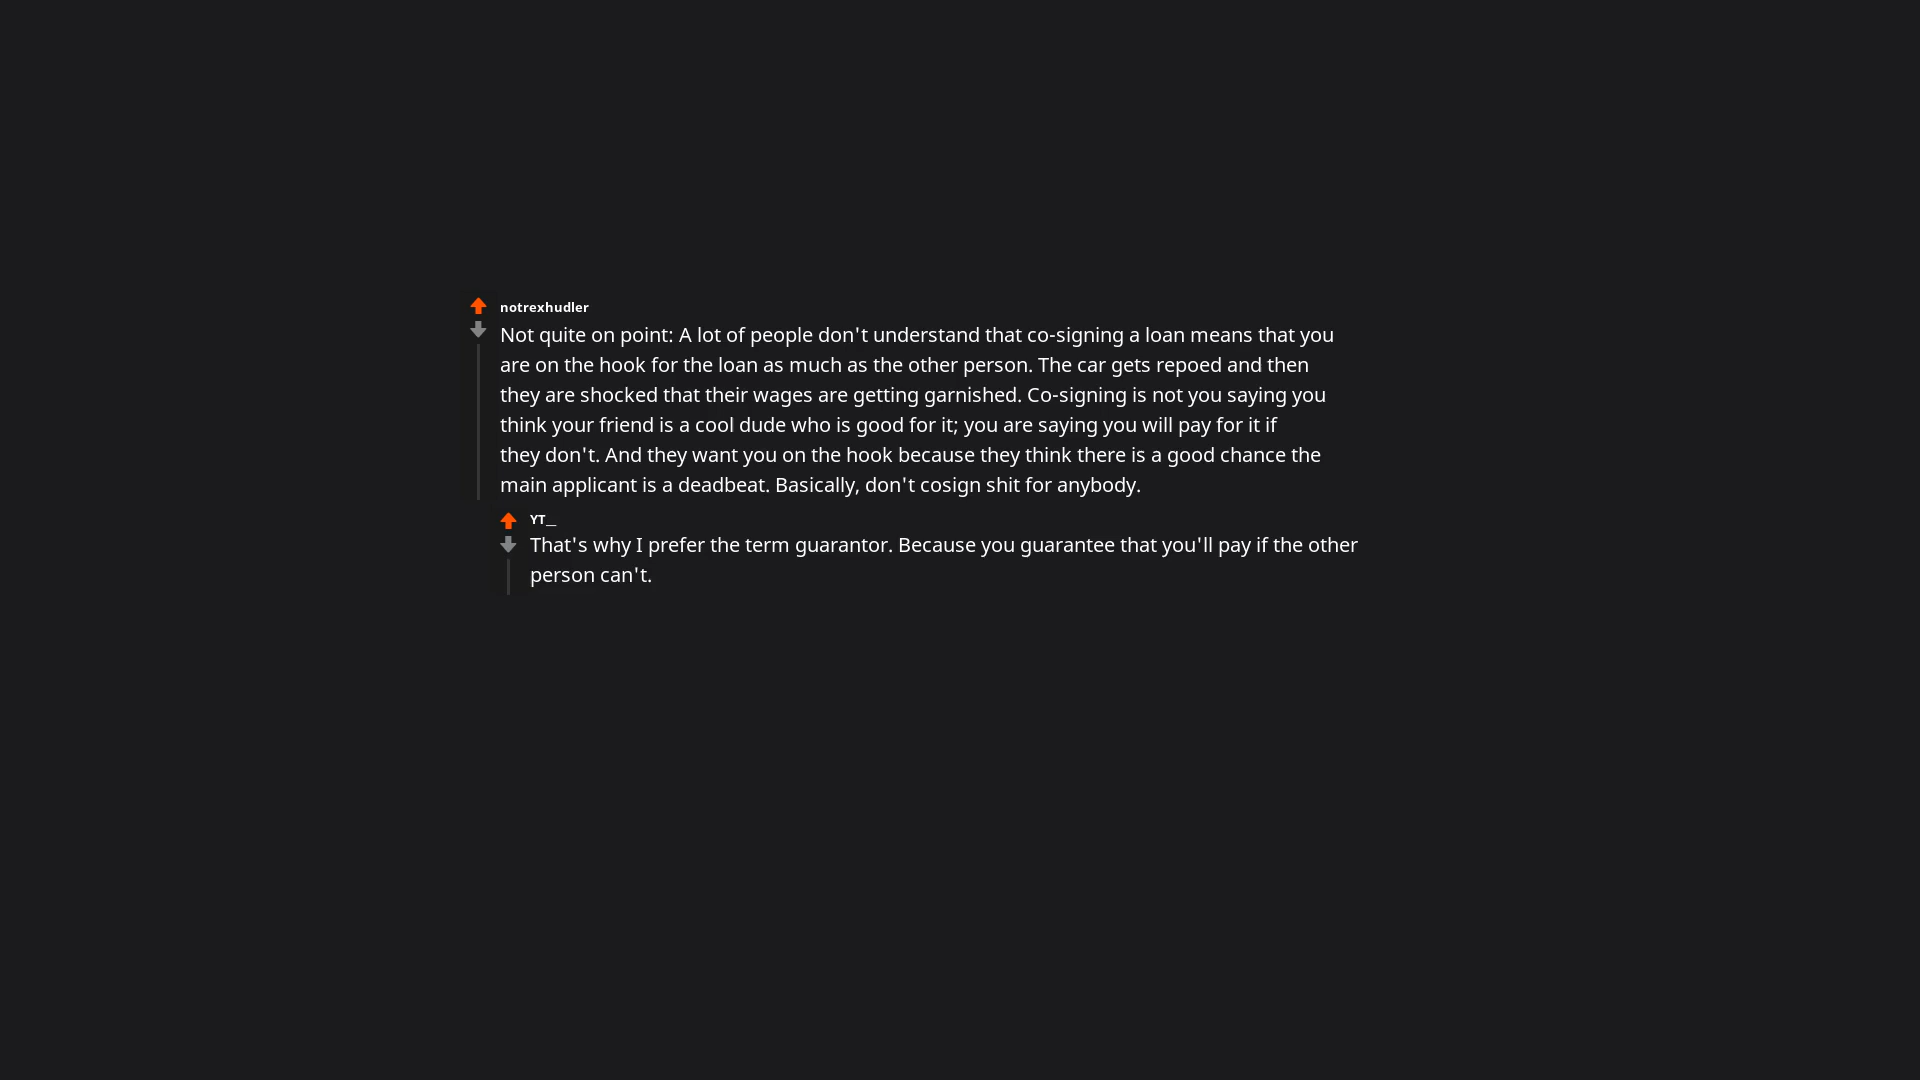 notrexhudler
Not quite on point: A lot of people don't understand that co-signing a loan means that you
are on the hook for the loan as much as the other person. The car gets repoed and then
they are shocked that their wages are getting garnished. Co-signing is not you saying you
think your friend is a cool dude who is good for it; you are saying you will pay for it if
they don't. And they want you on the hook because they think there is a good chance the
main applicant is a deadbeat. Basically, don't cosign shit for anybody.
YT__
That's why I prefer the term guarantor. Because you guarantee that you'll pay if the other
person can't.